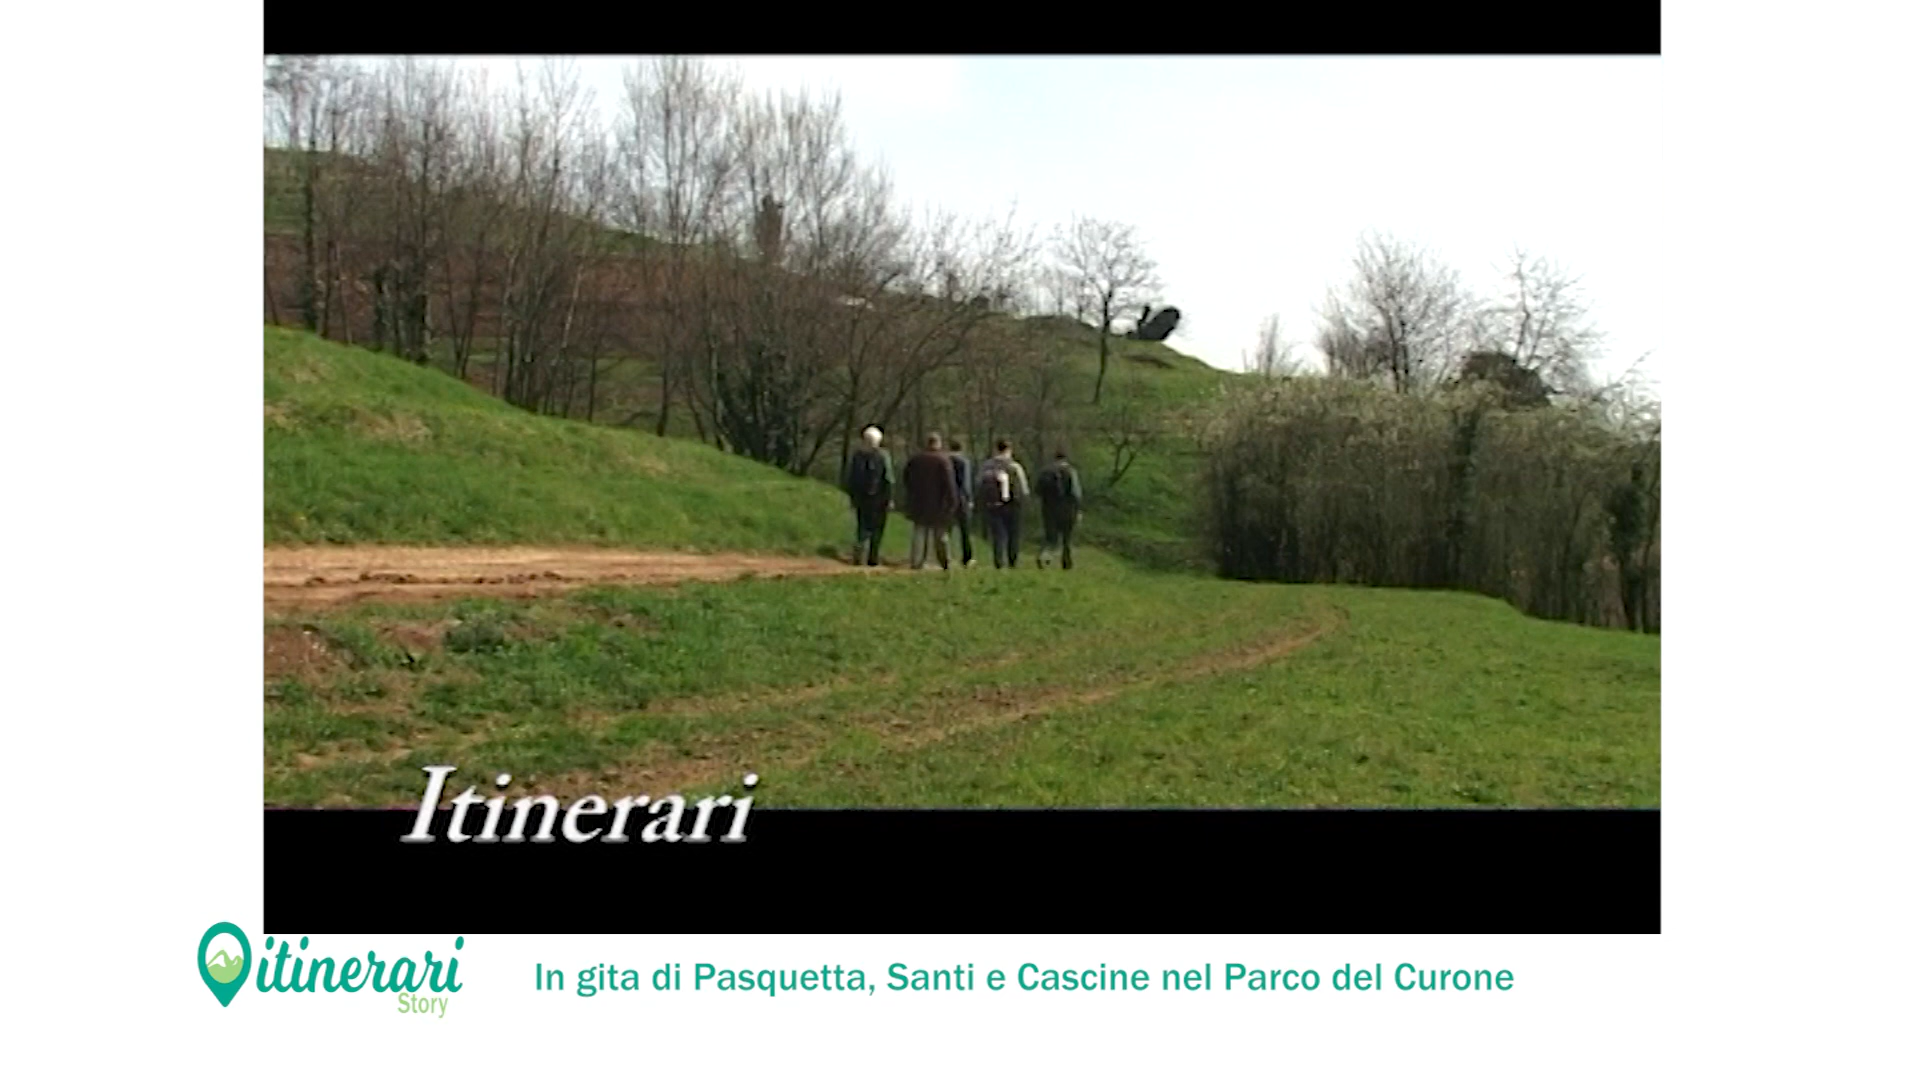 Itinerari
itinerari
Story
In gita di Pasquetta, Santi e Cascine nel Parco del Curone